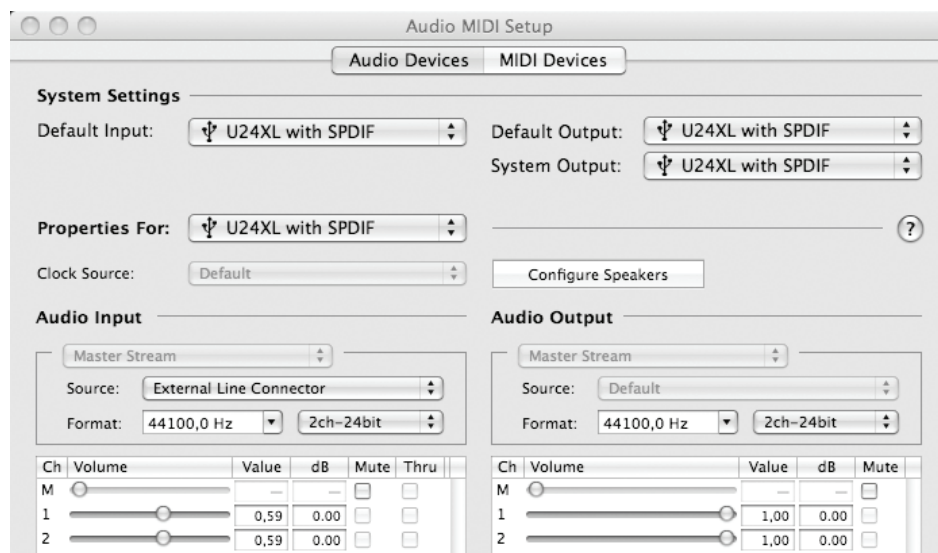 Audio MIDI Setup
Audio Devices MIDI Devices
System Settings
Default Input: U24XL with SPDIF Default Output: U24XL with SPDIF
System Output: U24XL with SPDIF
Properties For: U24XL with SPDIF ?
Clock Source: Default Configure Speakers
Audio Input Audio Output
Master Stream Master Stream
Source: External Line Connector Source: Default
Format: 44100,0 Hz 2ch-24bit Format: 44100,0 Hz 2ch-24bit
Ch Volume Value dB Mute Thru Ch Volume Value dB Mute
M — — M — —
1 0,59 0.00 1 1,00 0.00
2 0,59 0.00 2 1,00 0.00